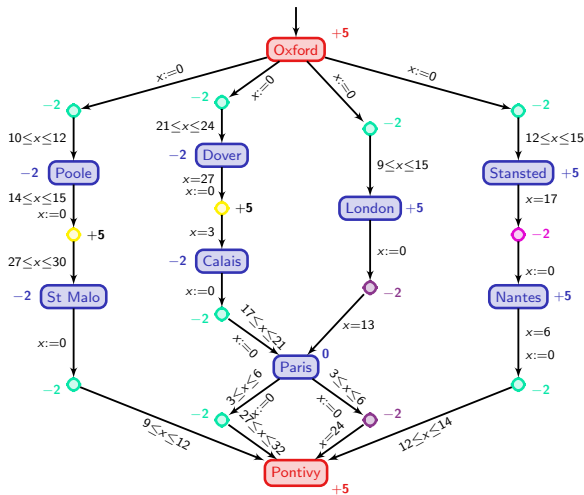 +5
Oxford
x:=0
x:=0
x:=0
x:=0
−2
−2
−2
−2
10≤x≤12
21≤x≤24
9≤x≤15
12≤x≤15
−2 Poole
−2 Dover
London +5
Stansted +5
14≤x≤15
x:=0
x=27
x:=0
x=17
+5
+5
−2
27≤x≤30
x=3
x:=0
x:=0
−2 St Malo
−2 Calais
−2
Nantes +5
x:=0
x:=0
x=13
x=6
x:=0
−2
17≤x≤21
x:=0
Paris 0
−2
−2
3≤x≤6
x:=0
3≤x≤6
x:=0
−2
−2
9≤x≤12
27≤x≤32
x=24
12≤x≤14
Pontivy
+5